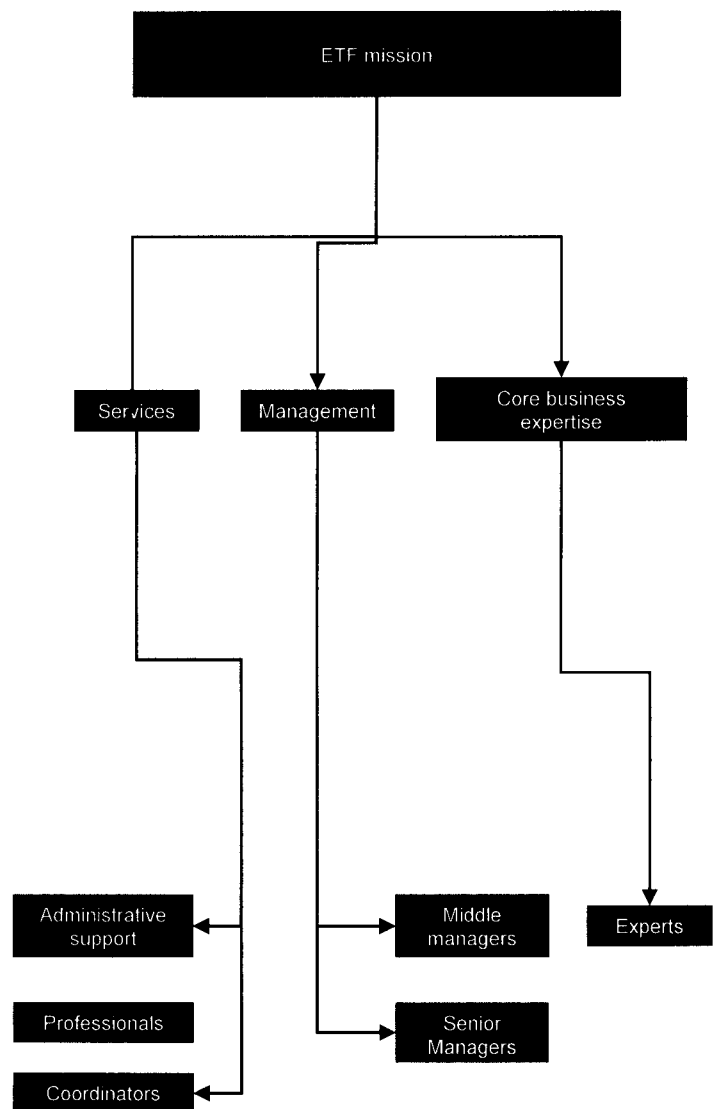 ETF mission
Services
Management
Core business
expertise
Administrative
support
Middle
managers
Experts
Professionals
Senior
Managers
Coordinators